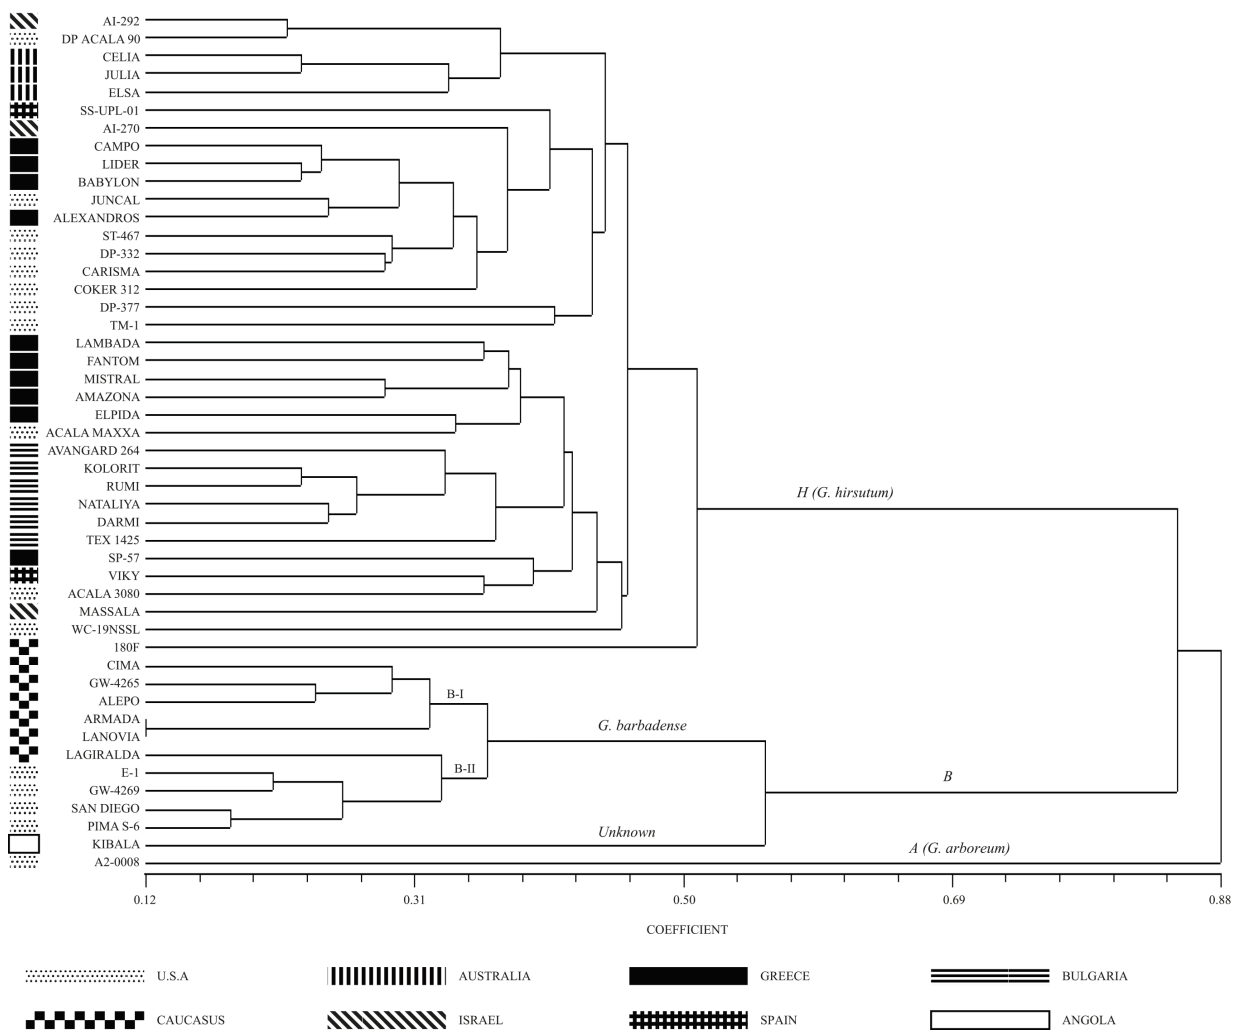 AI-292
DP ACALA 90
CELIA
JULIA
ELSA
SS-UPL-01
AI-270
CAMPO
LIDER
BABYLON
JUNCAL
ALEXANDROS
ST-467
DP-332
CARISMA
COKER 312
DP-377
TM-1
LAMBADA
FANTOM
MISTRAL
AMAZONA
ELPIDA
ACALA MAXXA
AVANGARD 264
KOLORIT
RUMI
NATALIYA
DARMI
TEX 1425
SP-57
VIKY
ACALA 3080
MASSALA
WC-19NSSL
180F
CIMA
GW-4265
ALEPO
ARMADA
LANOVIA
LAGIRALDA
E-1
GW-4269
SAN DIEGO
PIMA S-6
KIBALA
A2-0008
H (G. hirsutum)
B-I
G. barbadense
B-II
B
Unknown
A (G. arboreum)
0.12 0.31 0.50 0.69 0.88
COEFFICIENT
U.S.A AUSTRALIA GREECE BULGARIA
CAUCASUS ISRAEL SPAIN ANGOLA